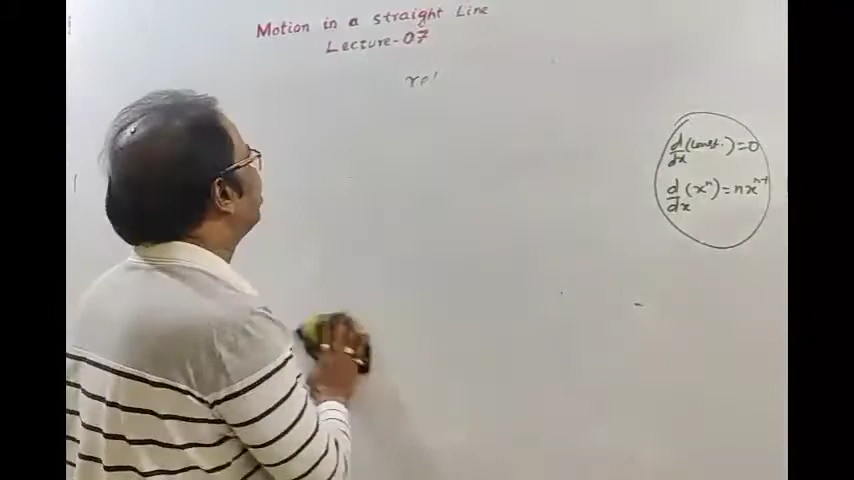 Motion in a straight Line
Lecture-07
d/dx (const.) = 0
d/dx (xⁿ) = nxⁿ⁻¹